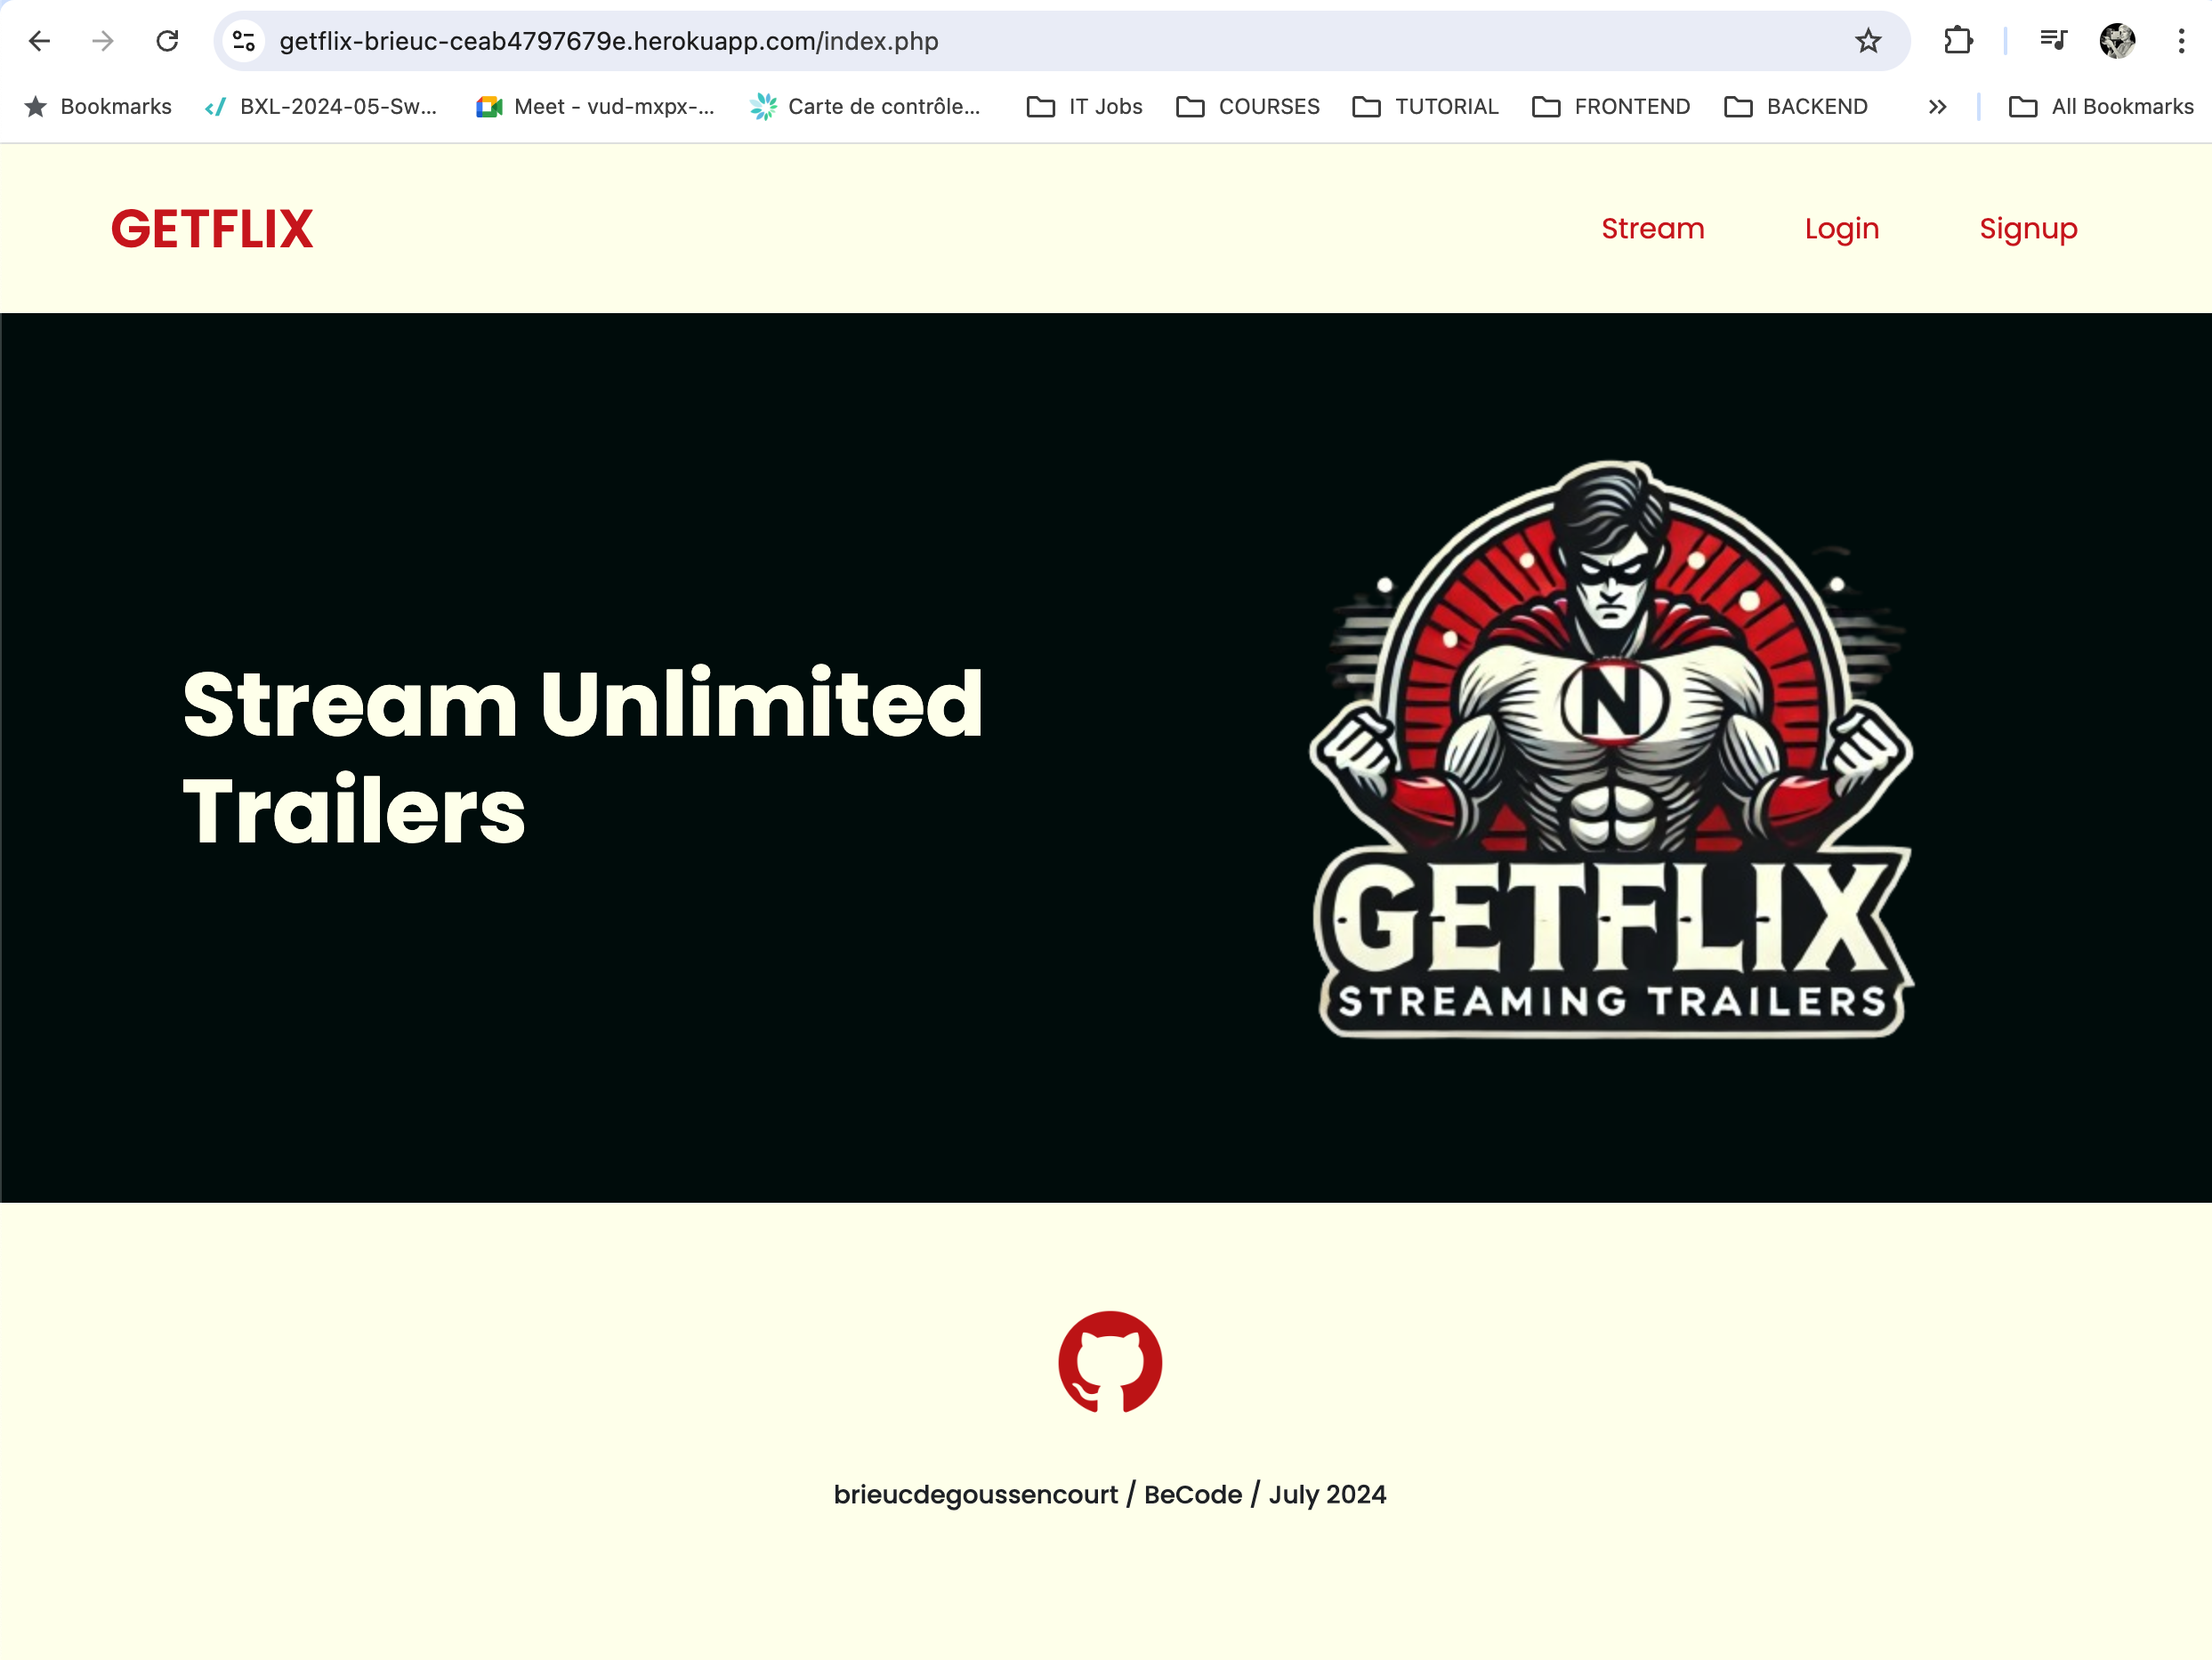 getflix-brieuc-ceab4797679e.herokuapp.com/index.php
Bookmarks
BXL-2024-05-Sw...
Meet - vud-mxpx-...
Carte de contrôle...
IT Jobs
COURSES
TUTORIAL
FRONTEND
BACKEND
All Bookmarks
GETFLIX
Stream
Login
Signup
Stream Unlimited
Trailers
N
GETFLIX
STREAMING TRAILERS
brieucdegoussencourt / BeCode / July 2024